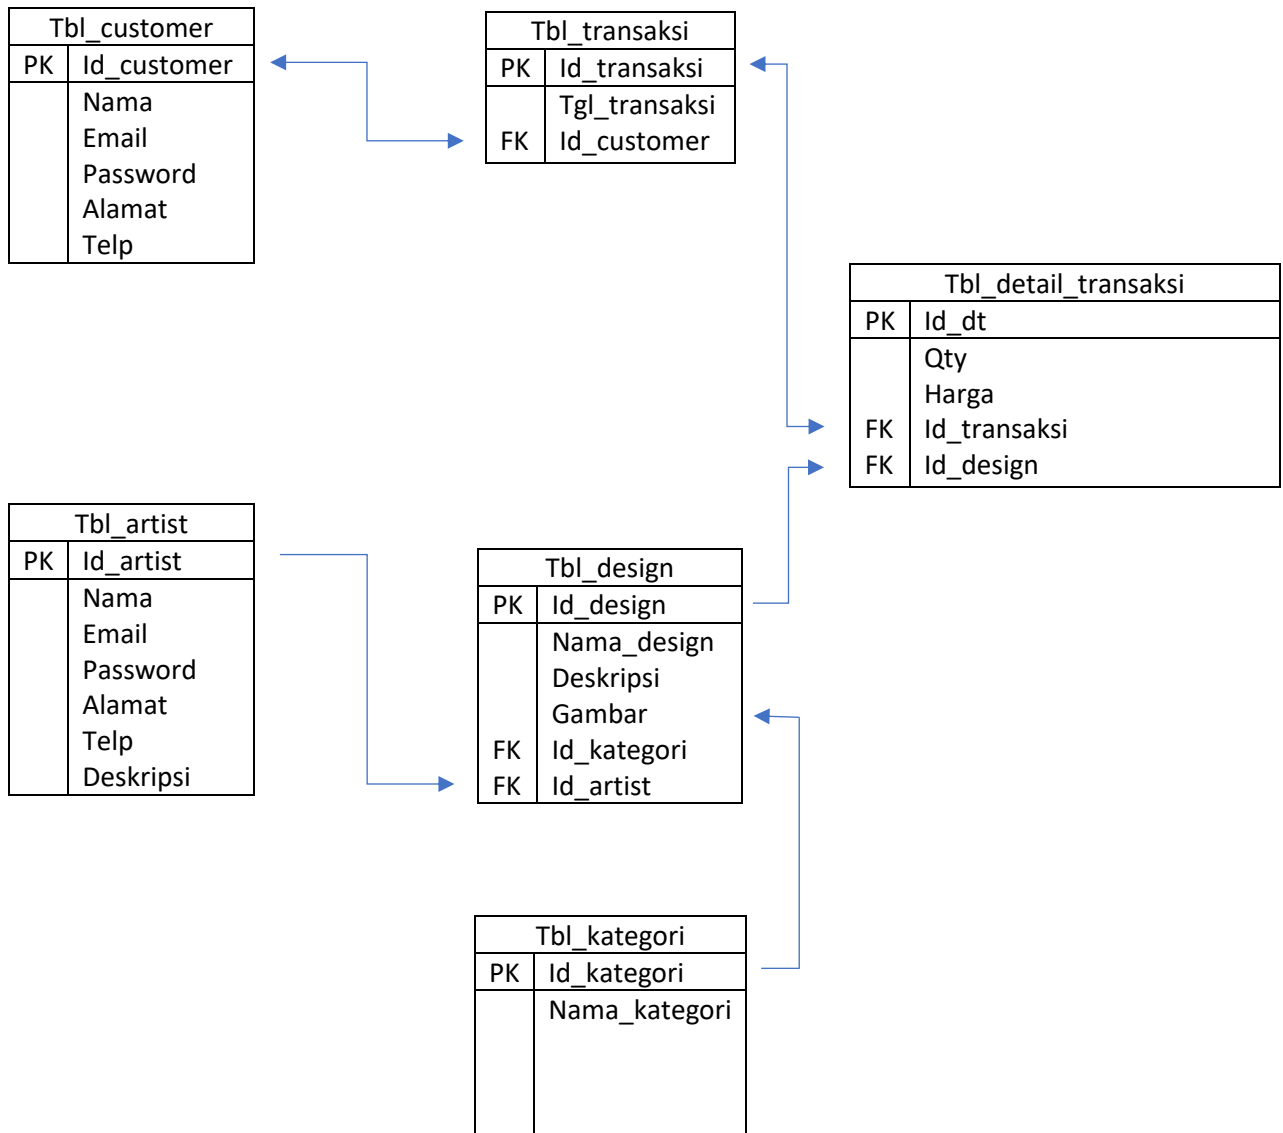 Tbl_customer
PK Id_customer
Nama
Email
Password
Alamat
Telp
Tbl_transaksi
PK Id_transaksi
Tgl_transaksi
FK Id_customer
Tbl_detail_transaksi
PK Id_dt
Qty
Harga
FK Id_transaksi
FK Id_design
Tbl_artist
PK Id_artist
Nama
Email
Password
Alamat
Telp
Deskripsi
Tbl_design
PK Id_design
Nama_design
Deskripsi
Gambar
FK Id_kategori
FK Id_artist
Tbl_kategori
PK Id_kategori
Nama_kategori